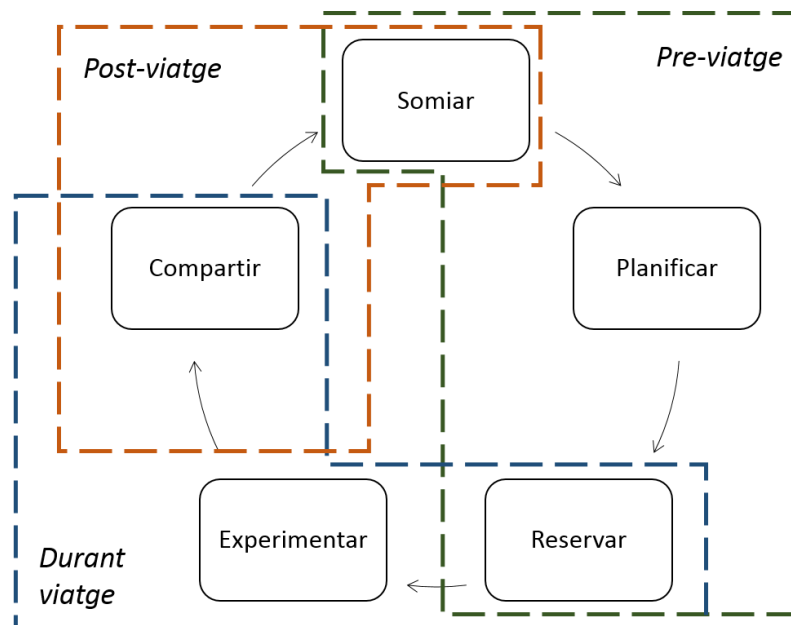 Post-viatge
Pre-viatge
Somiar
Compartir
Planificar
Experimentar
Reservar
Durant
viatge